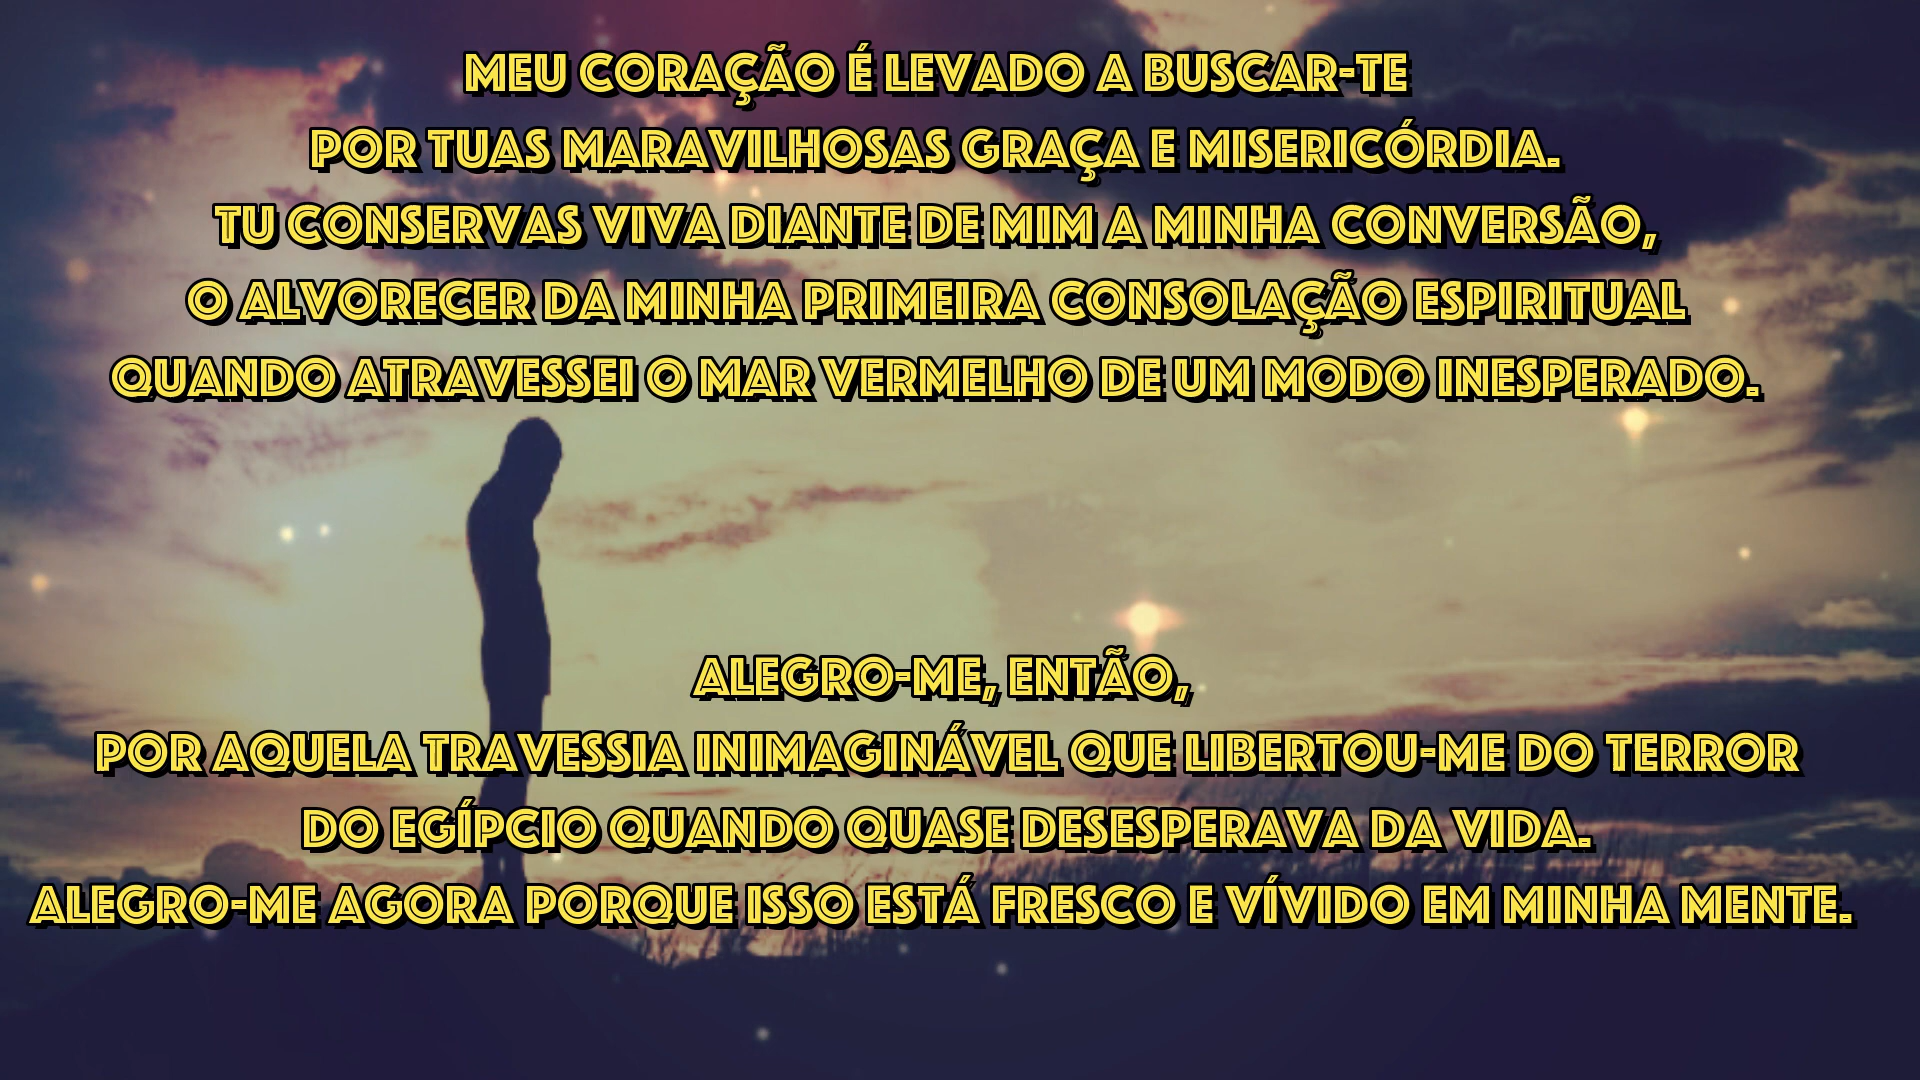 MEU CORAÇÃO É LEVADO A BUSCAR-TE
POR TUAS MARAVILHOSAS GRAÇA E MISERICÓRDIA.
TU CONSERVAS VIVA DIANTE DE MIM A MINHA CONVERSÃO,
O ALVORECER DA MINHA PRIMEIRA CONSOLAÇÃO ESPIRITUAL
QUANDO ATRAVESSEI O MAR VERMELHO DE UM MODO INESPERADO.
ALEGRO-ME, ENTÃO,
POR AQUELA TRAVESSIA INIMAGINÁVEL QUE LIBERTOU-ME DO TERROR
DO EGÍPCIO QUANDO QUASE DESESPERAVA DA VIDA.
ALEGRO-ME AGORA PORQUE ISSO ESTÁ FRESCO E VÍVIDO EM MINHA MENTE.